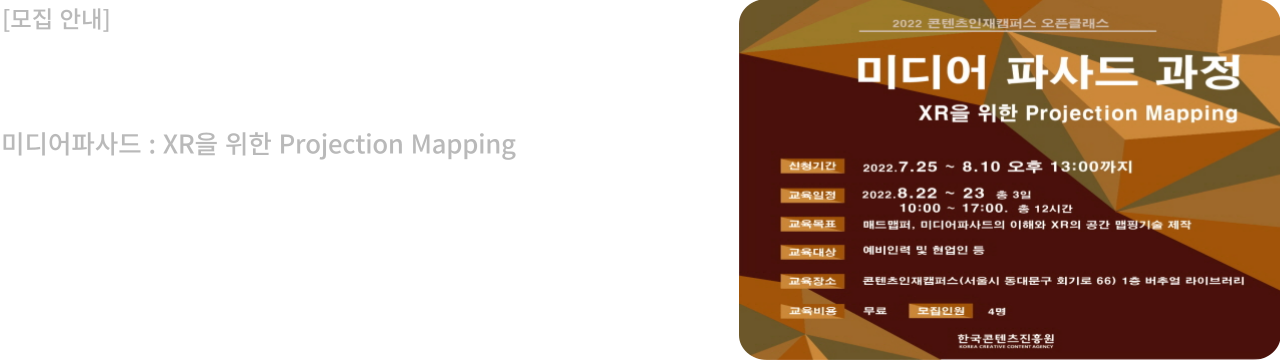 [모집 안내]
미디어파사드 : XR을 위한 Projection Mapping
2022 콘텐츠인재캠퍼스 오픈클래스
미디어 파사드 과정
XR을 위한 Projection Mapping
신청기간 2022.7.25 ~ 8.10 오후 13:00까지
교육일정 2022.8.22 ~ 23 총 3일
10:00 ~ 17:00. 총 12시간
교육목표 매드맵퍼, 미디어파사드의 이해와 XR의 공간 맵핑기술 제작
교육대상 예비인력 및 현업인 등
교육장소 콘텐츠인재캠퍼스(서울시 동대문구 회기로 66) 1층 버추얼 라이브러리
교육비용 무료 모집인원 4명
한국콘텐츠진흥원
KOREA CREATIVE CONTENT AGENCY